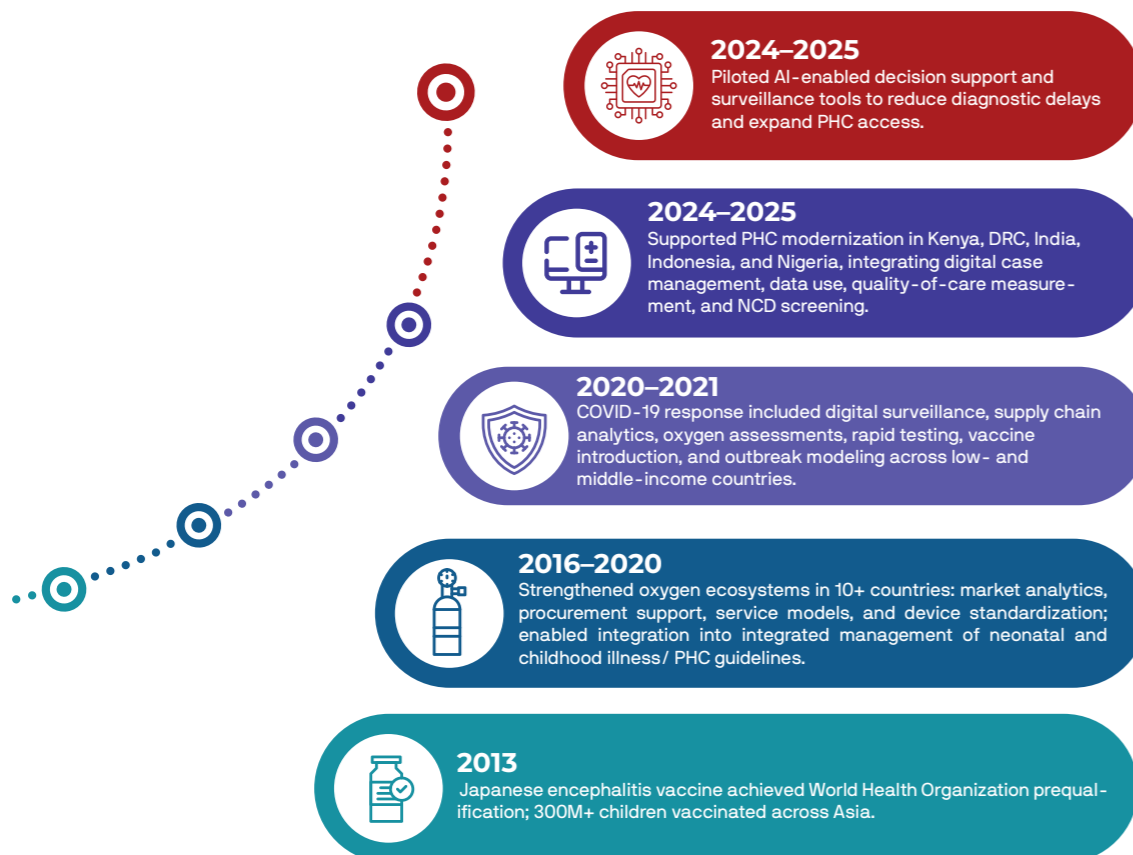 2024–2025
Piloted AI-enabled decision support and
surveillance tools to reduce diagnostic delays
and expand PHC access.
2024–2025
Supported PHC modernization in Kenya, DRC, India,
Indonesia, and Nigeria, integrating digital case
management, data use, quality-of-care measure-
ment, and NCD screening.
2020–2021
COVID-19 response included digital surveillance, supply chain
analytics, oxygen assessments, rapid testing, vaccine
introduction, and outbreak modeling across low- and
middle-income countries.
2016–2020
Strengthened oxygen ecosystems in 10+ countries: market analytics,
procurement support, service models, and device standardization;
enabled integration into integrated management of neonatal and
childhood illness/ PHC guidelines.
2013
Japanese encephalitis vaccine achieved World Health Organization prequal-
ification; 300M+ children vaccinated across Asia.